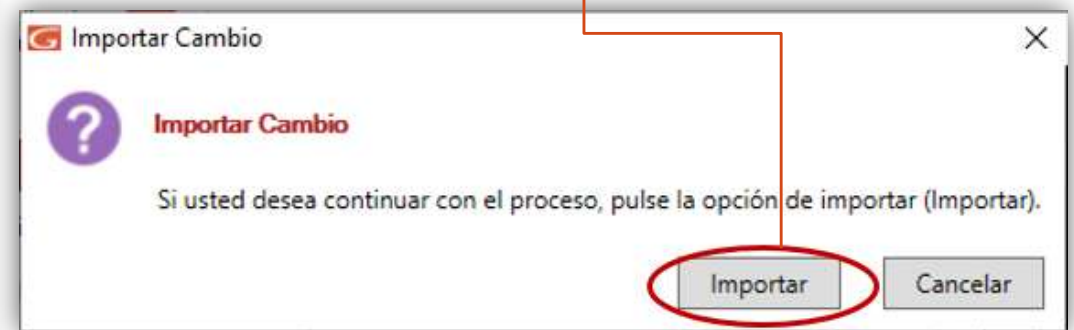 Importar Cambio
Importar Cambio
Si usted desea continuar con el proceso, pulse la opción de importar (Importar).
Importar Cancelar